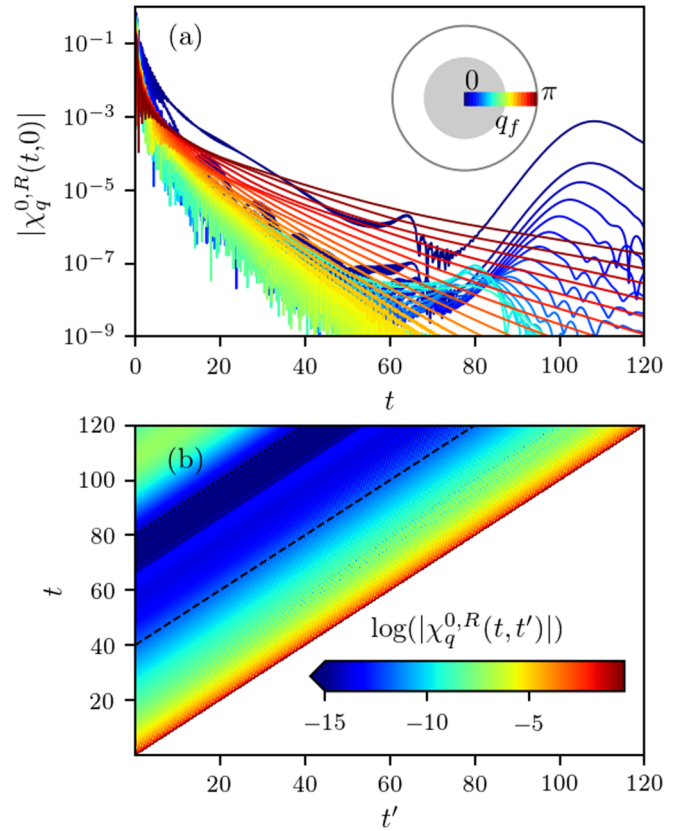 (a)
10⁻¹
10⁻³
10⁻⁵
10⁻⁷
10⁻⁹
|χ_q^{0,R}(t,0)|
0
π
q_f
0 20 40 60 80 100 120
t
(b)
120
100
80
60
40
20
t
log(|χ_q^{0,R}(t,t′)|)
−15 −10 −5
20 40 60 80 100 120
t′